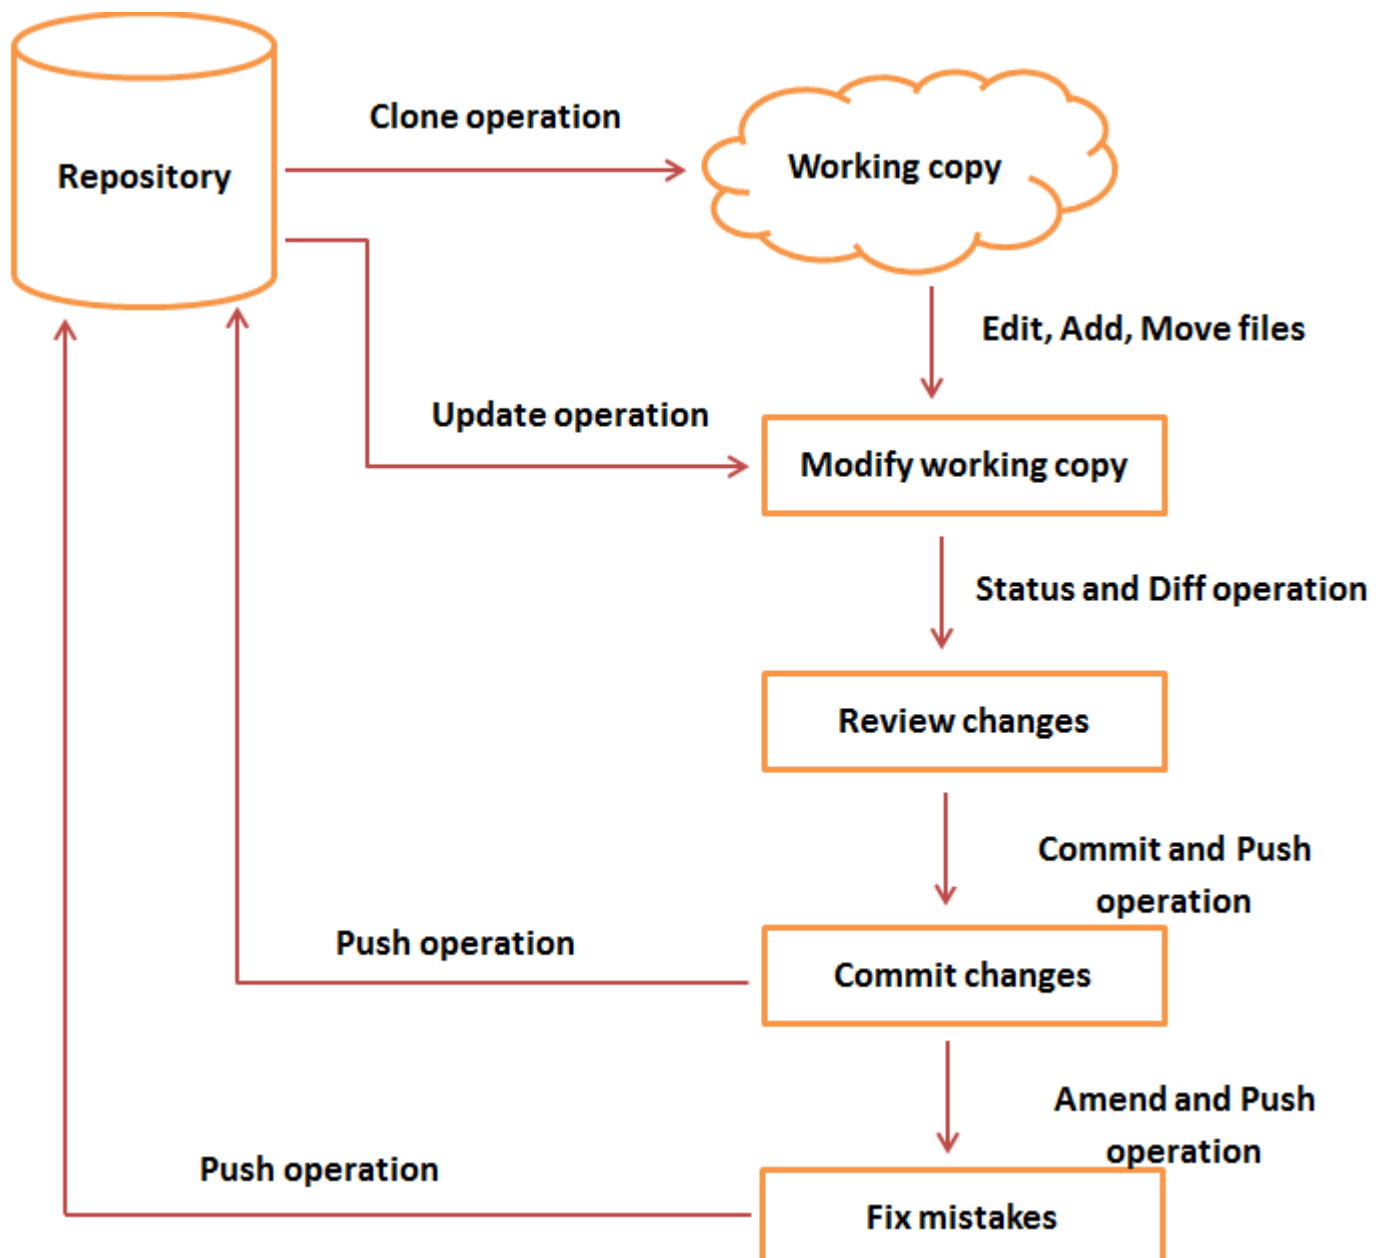 Clone operation
Repository
Working copy
Edit, Add, Move files
Update operation
Modify working copy
Status and Diff operation
Review changes
Commit and Push
operation
Push operation
Commit changes
Amend and Push
operation
Push operation
Fix mistakes